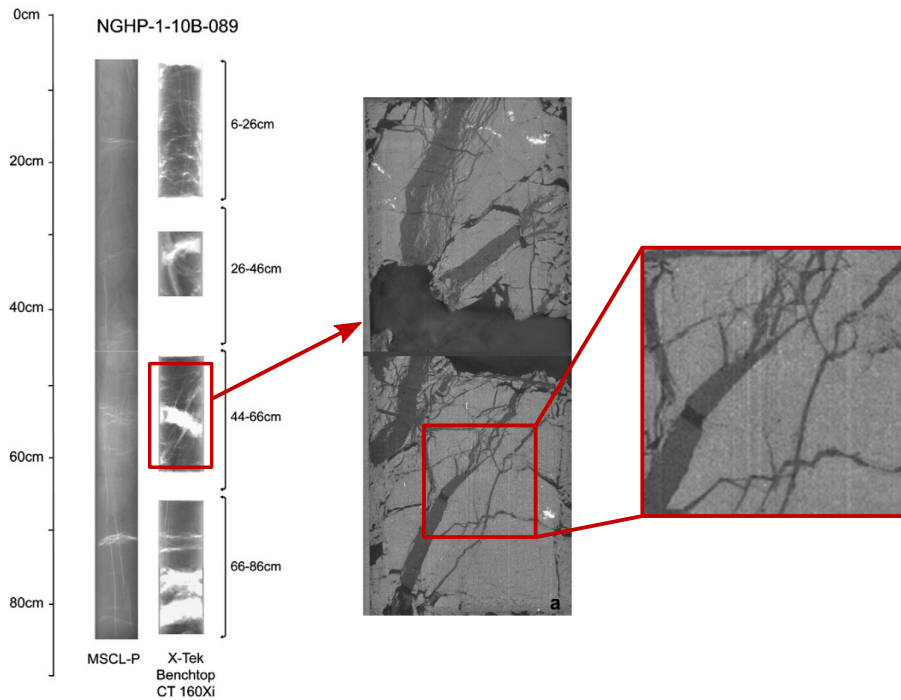 0cm
NGHP-1-10B-089
6-26cm
20cm
26-46cm
40cm
44-66cm
60cm
66-86cm
80cm
a
MSCL-P
X-Tek
Benchtop
CT 160Xi